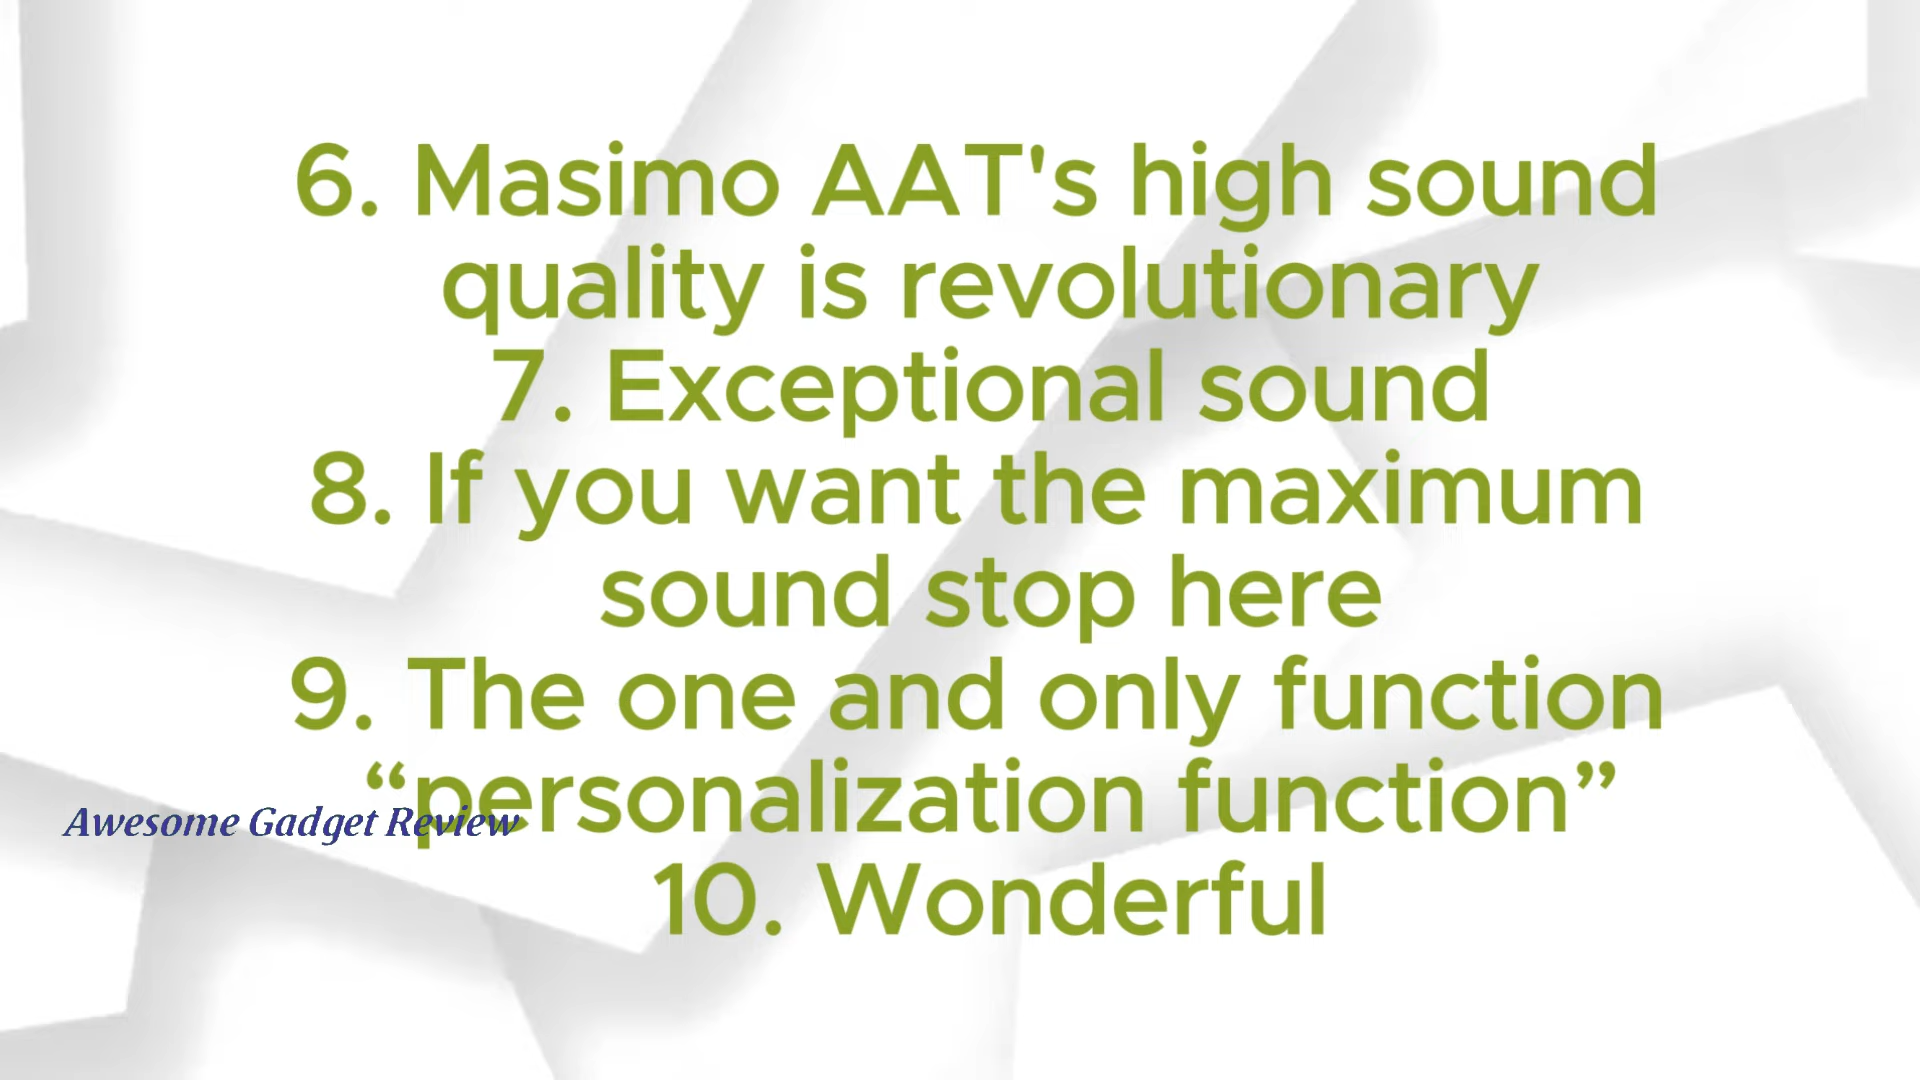 6. Masimo AAT's high sound
quality is revolutionary
7. Exceptional sound
8. If you want the maximum
sound stop here
9. The one and only function
“personalization function”
Awesome Gadget Review
10. Wonderful